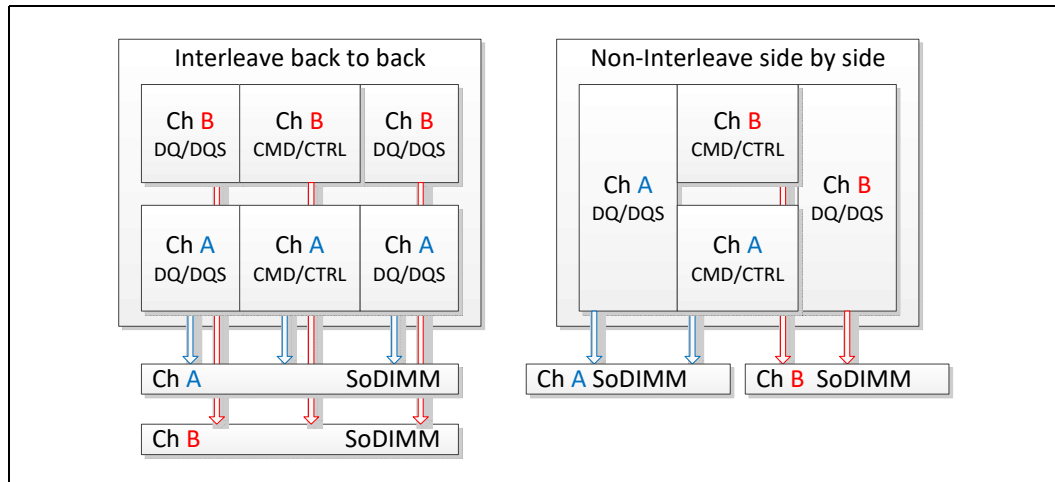 Interleave back to back
Ch B
DQ/DQS
Ch B
CMD/CTRL
Ch B
DQ/DQS
Ch A
DQ/DQS
Ch A
CMD/CTRL
Ch A
DQ/DQS
Ch A SoDIMM
Ch B SoDIMM
Non-Interleave side by side
Ch A
DQ/DQS
Ch B
CMD/CTRL
Ch A
CMD/CTRL
Ch B
DQ/DQS
Ch A SoDIMM
Ch B SoDIMM